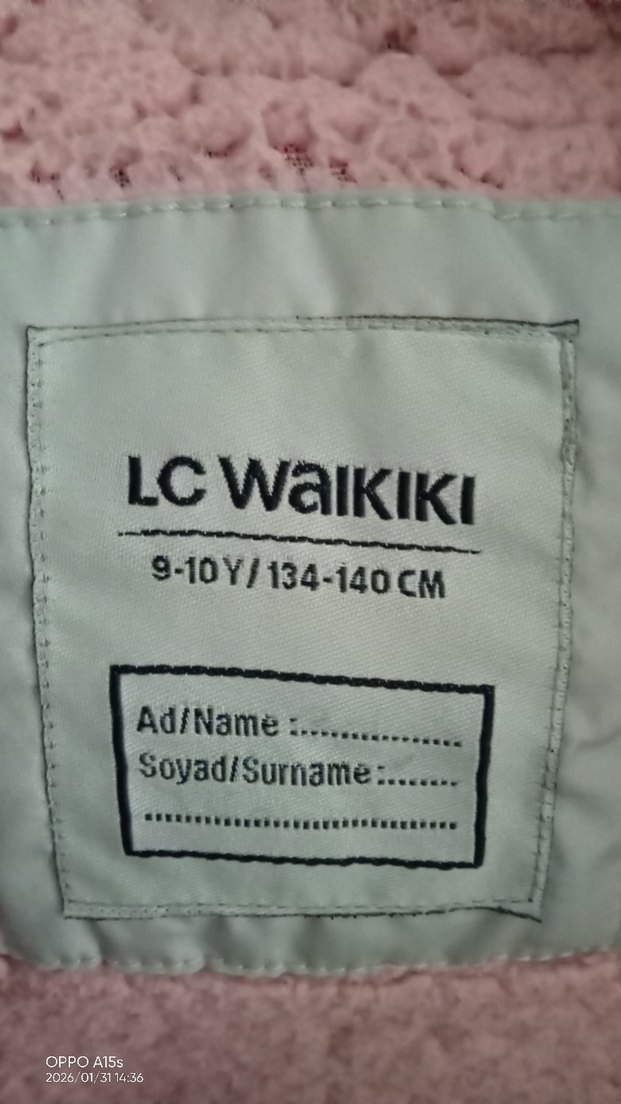 LC WAIKIKI
9-10 Y / 134-140 CM
Ad/Name :................
Soyad/Surname :.......
..............................
OPPO A15s
2026/01/31 14:36